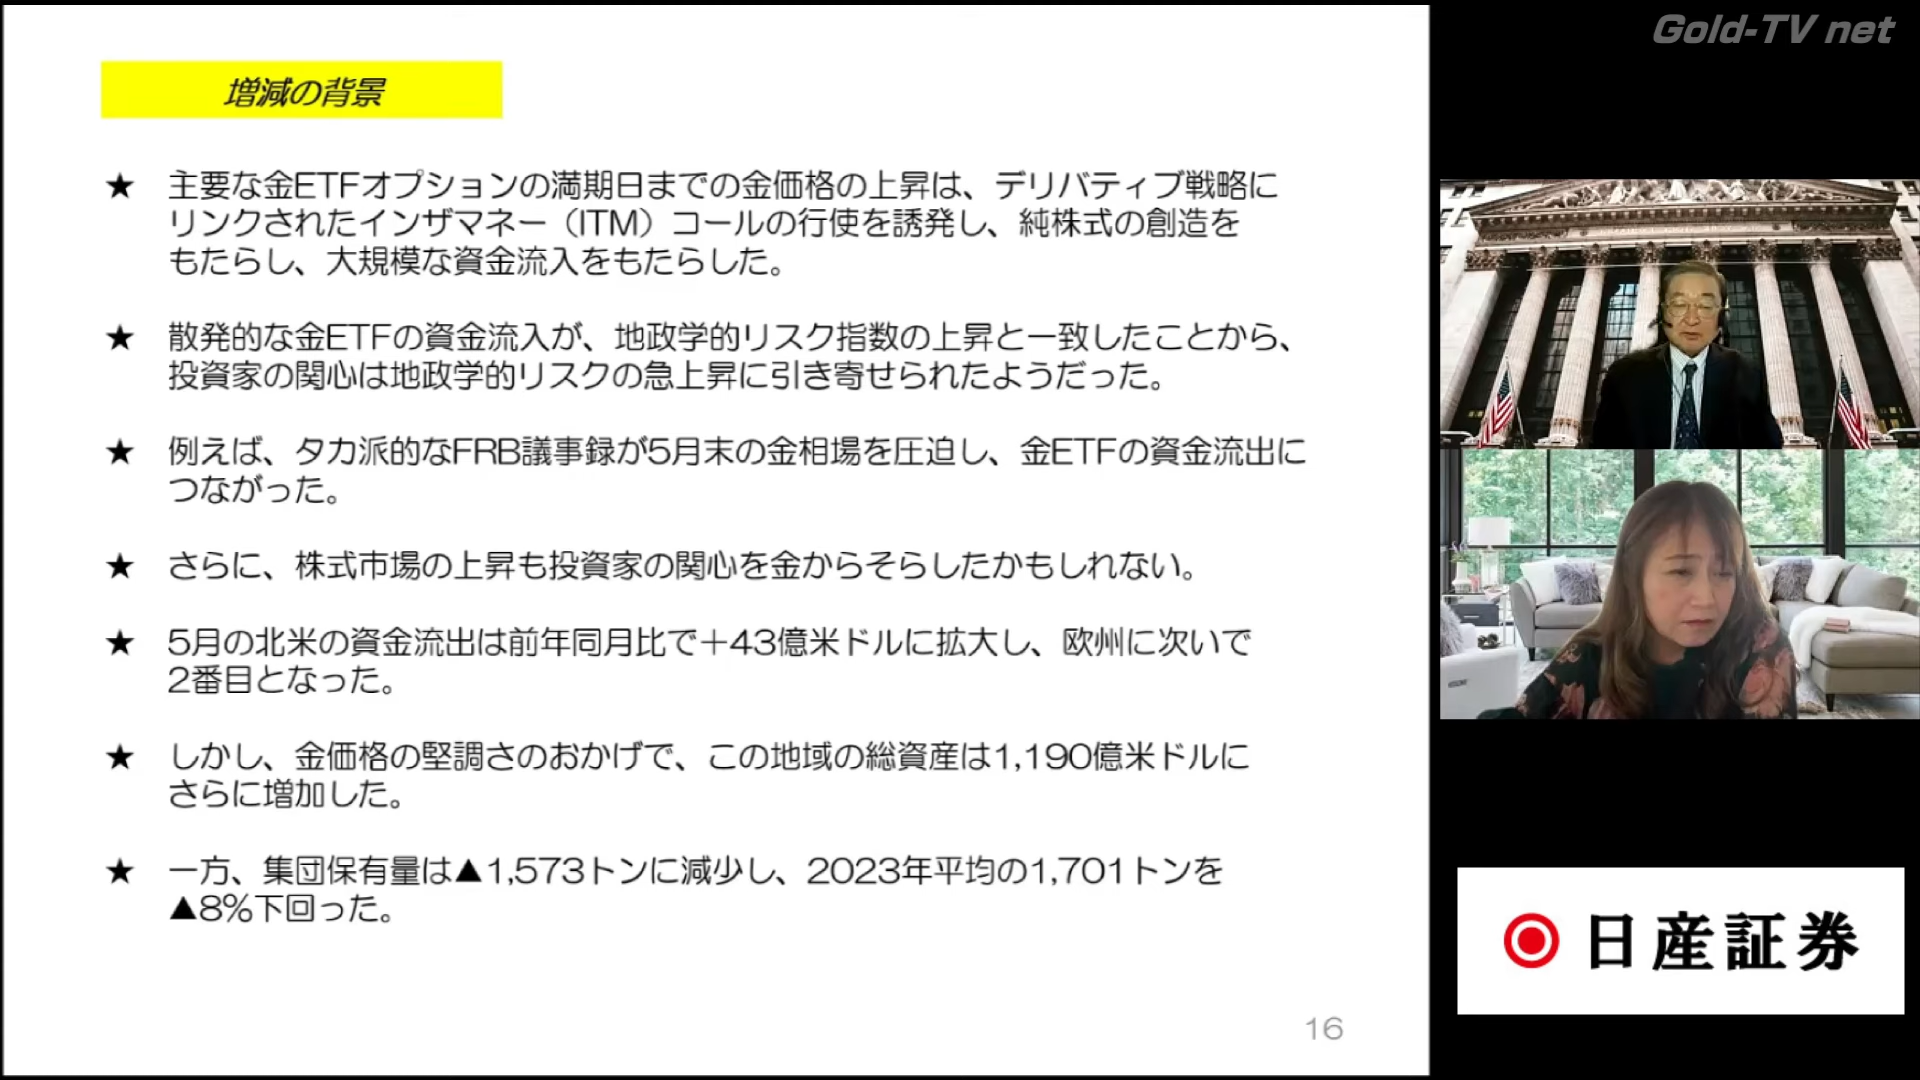 Gold-TV net
増減の背景
★ 主要な金ETFオプションの満期日までの金価格の上昇は、デリバティブ戦略に
リンクされたインザマネー（ITM）コールの行使を誘発し、純株式の創造を
もたらし、大規模な資金流入をもたらした。
★ 散発的な金ETFの資金流入が、地政学的リスク指数の上昇と一致したことから、
投資家の関心は地政学的リスクの急上昇に引き寄せられたようだった。
★ 例えば、タカ派的なFRB議事録が5月末の金相場を圧迫し、金ETFの資金流出に
つながった。
★ さらに、株式市場の上昇も投資家の関心を金からそらしたかもしれない。
★ 5月の北米の資金流出は前年同月比で＋43億米ドルに拡大し、欧州に次いで
2番目となった。
★ しかし、金価格の堅調さのおかげで、この地域の総資産は1,190億米ドルに
さらに増加した。
★ 一方、集団保有量は▲1,573トンに減少し、2023年平均の1,701トンを
▲8%下回った。
16
日産証券